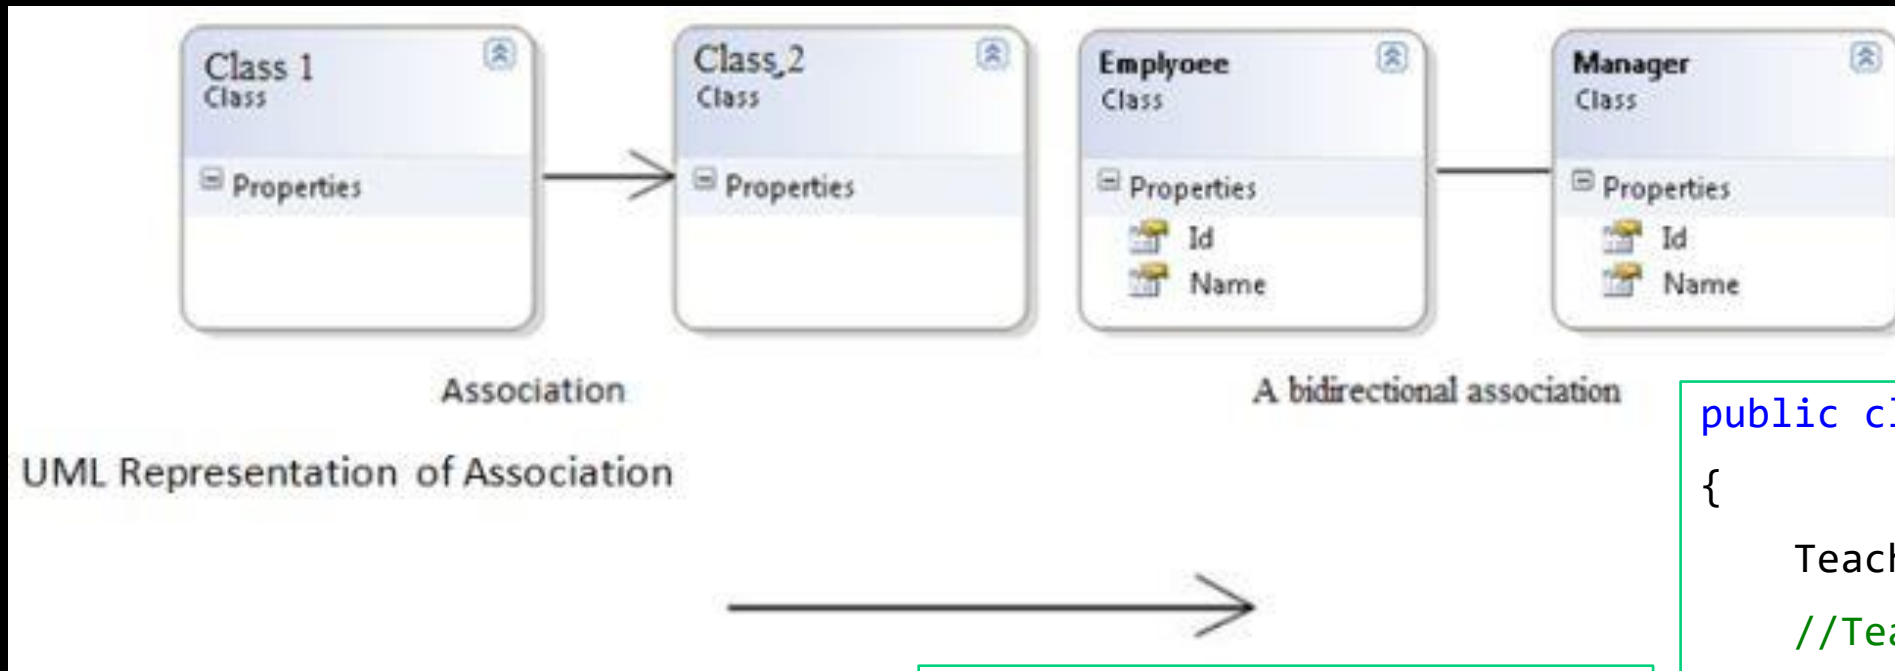 Class 1
Class
Properties
Class 2
Class
Properties
Emplyoee
Class
Properties
Id
Name
Manager
Class
Properties
Id
Name
Association
A bidirectional association
UML Representation of Association
public cl
{
Teach
//Tea